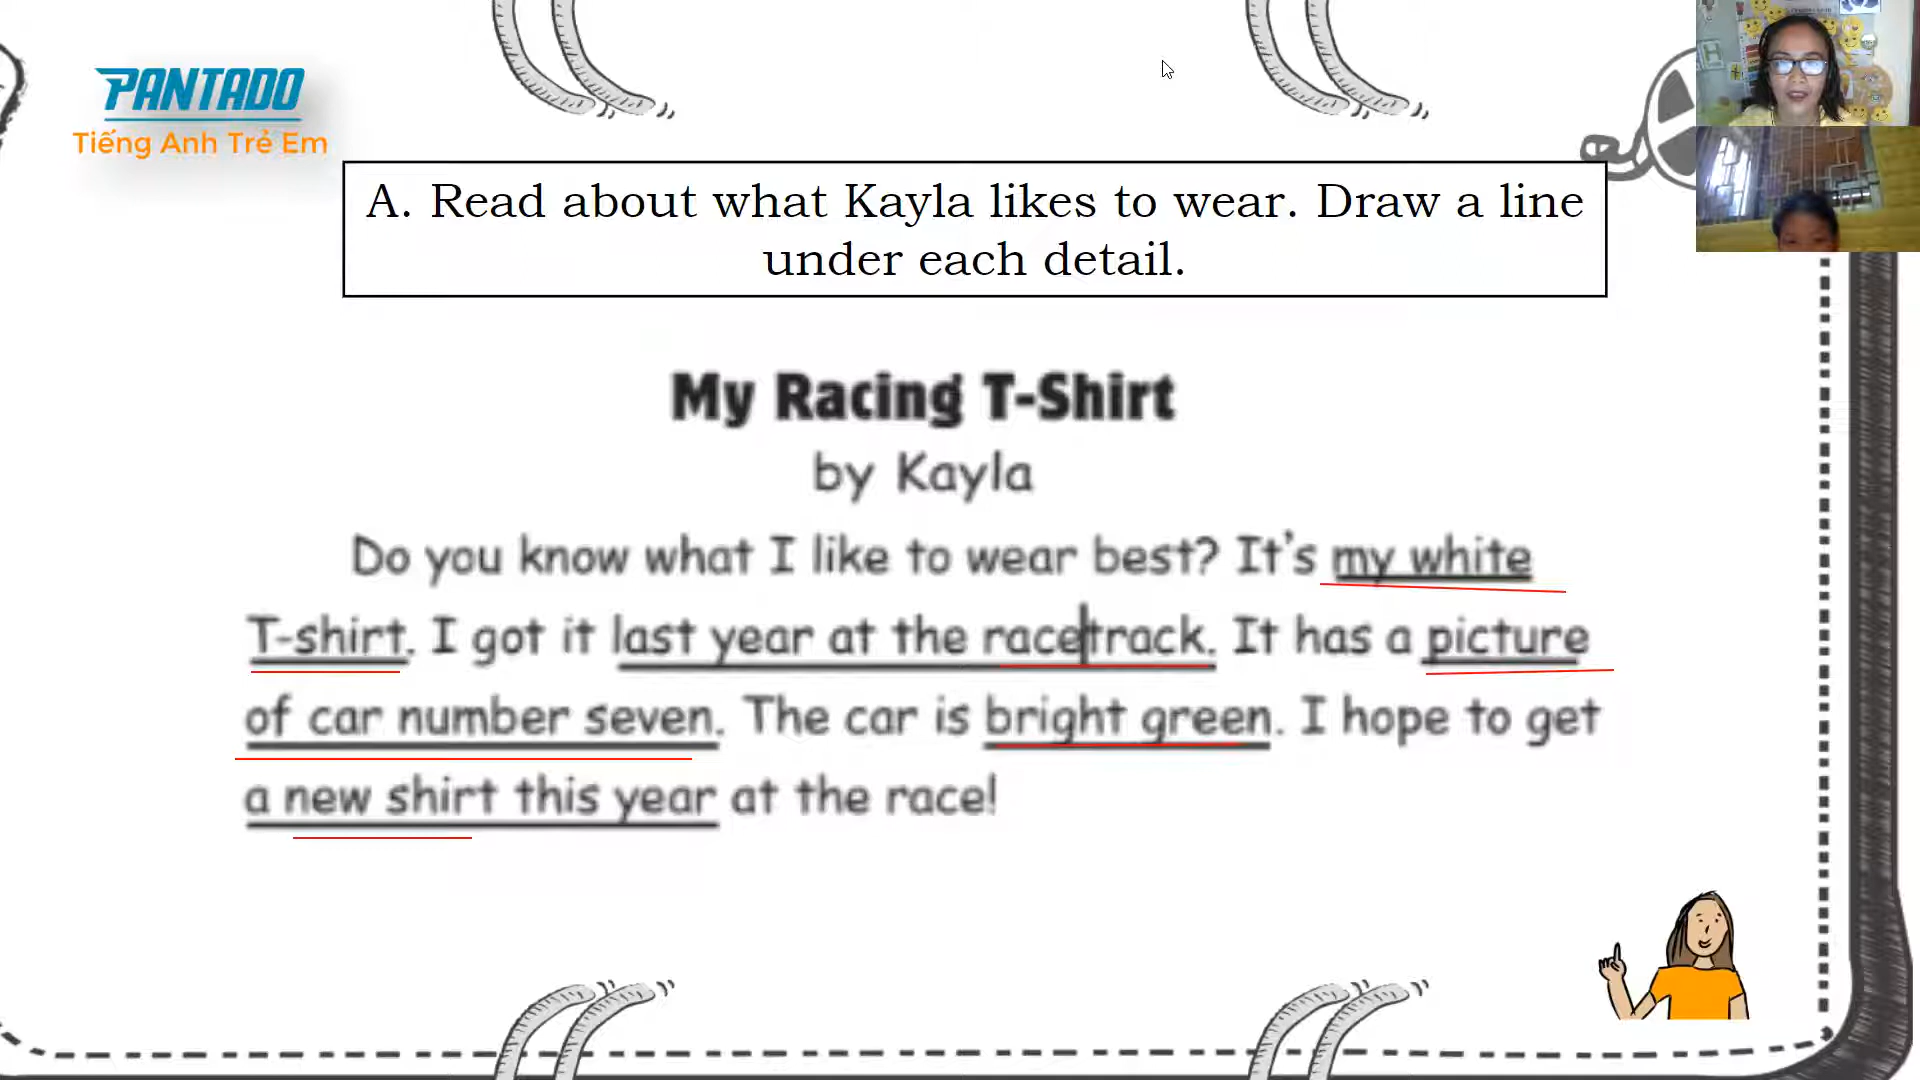 PANTADO
Tiếng Anh Trẻ Em
A. Read about what Kayla likes to wear. Draw a line
under each detail.
My Racing T-Shirt
by Kayla
Do you know what I like to wear best? It's my white
T-shirt. I got it last year at the racetrack. It has a picture
of car number seven. The car is bright green. I hope to get
a new shirt this year at the race!